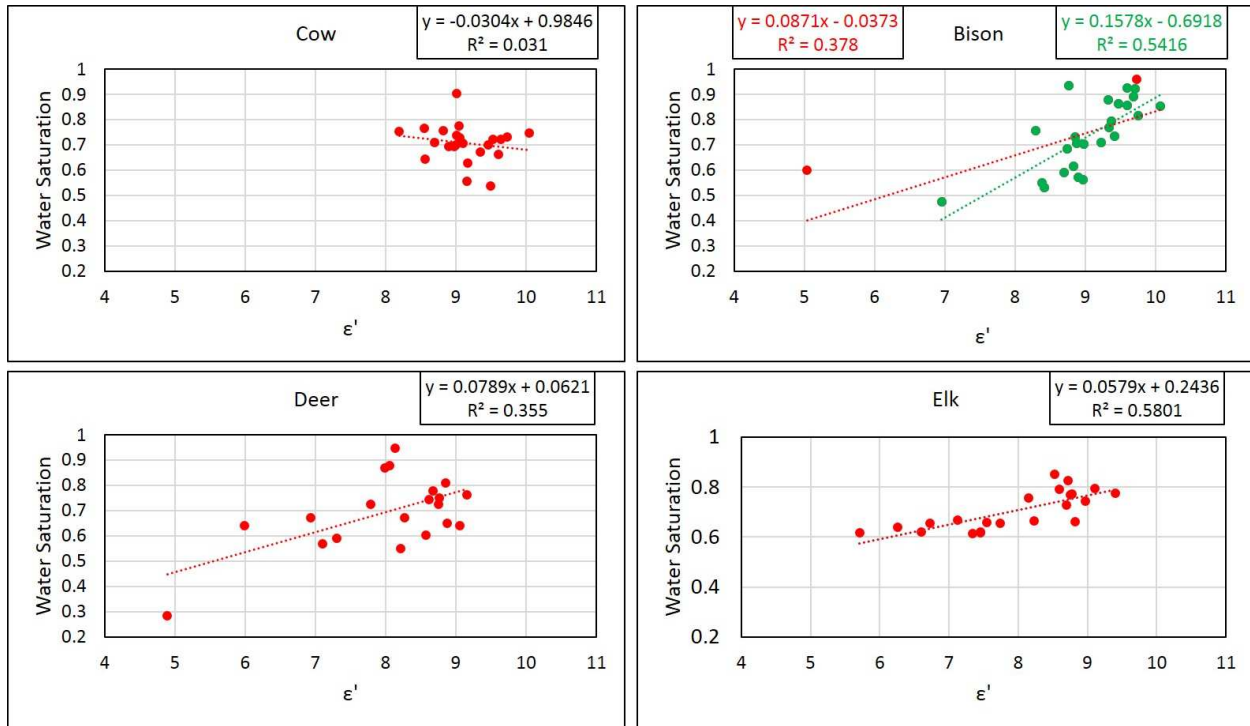 Cow
y = -0.0304x + 0.9846
R² = 0.031
Water Saturation
1
0.9
0.8
0.7
0.6
0.5
0.4
0.3
0.2
4 5 6 7 8 9 10 11
ε'
y = 0.0871x - 0.0373
R² = 0.378
Bison
y = 0.1578x - 0.6918
R² = 0.5416
Water Saturation
1
0.9
0.8
0.7
0.6
0.5
0.4
0.3
0.2
4 5 6 7 8 9 10 11
ε'
Deer
y = 0.0789x + 0.0621
R² = 0.355
Water Saturation
1
0.9
0.8
0.7
0.6
0.5
0.4
0.3
0.2
4 5 6 7 8 9 10 11
ε'
Elk
y = 0.0579x + 0.2436
R² = 0.5801
Water Saturation
1
0.8
0.6
0.4
0.2
4 5 6 7 8 9 10 11
ε'